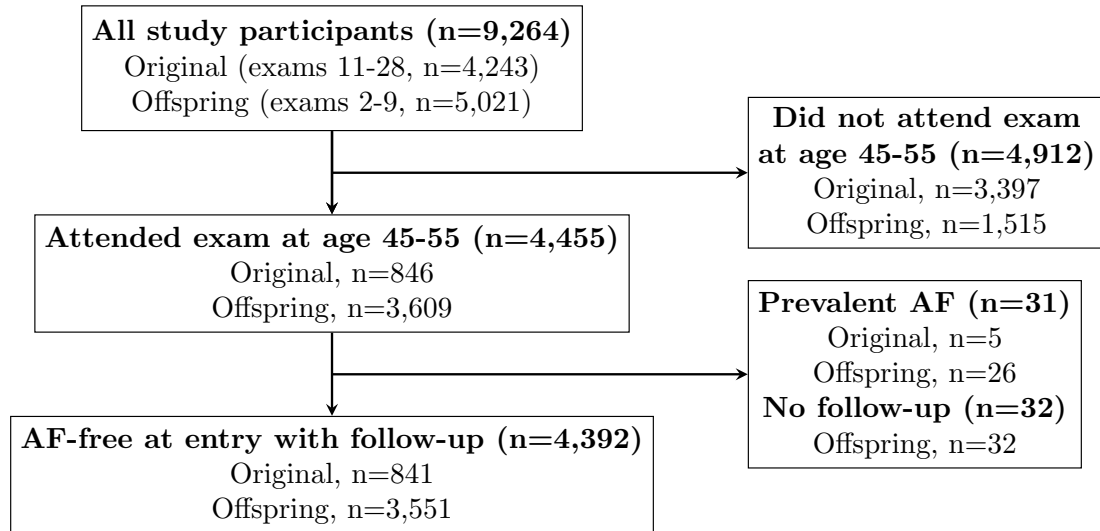 All study participants (n=9,264)
Original (exams 11-28, n=4,243)
Offspring (exams 2-9, n=5,021)
Did not attend exam
at age 45-55 (n=4,912)
Original, n=3,397
Offspring, n=1,515
Attended exam at age 45-55 (n=4,455)
Original, n=846
Offspring, n=3,609
Prevalent AF (n=31)
Original, n=5
Offspring, n=26
No follow-up (n=32)
Offspring, n=32
AF-free at entry with follow-up (n=4,392)
Original, n=841
Offspring, n=3,551